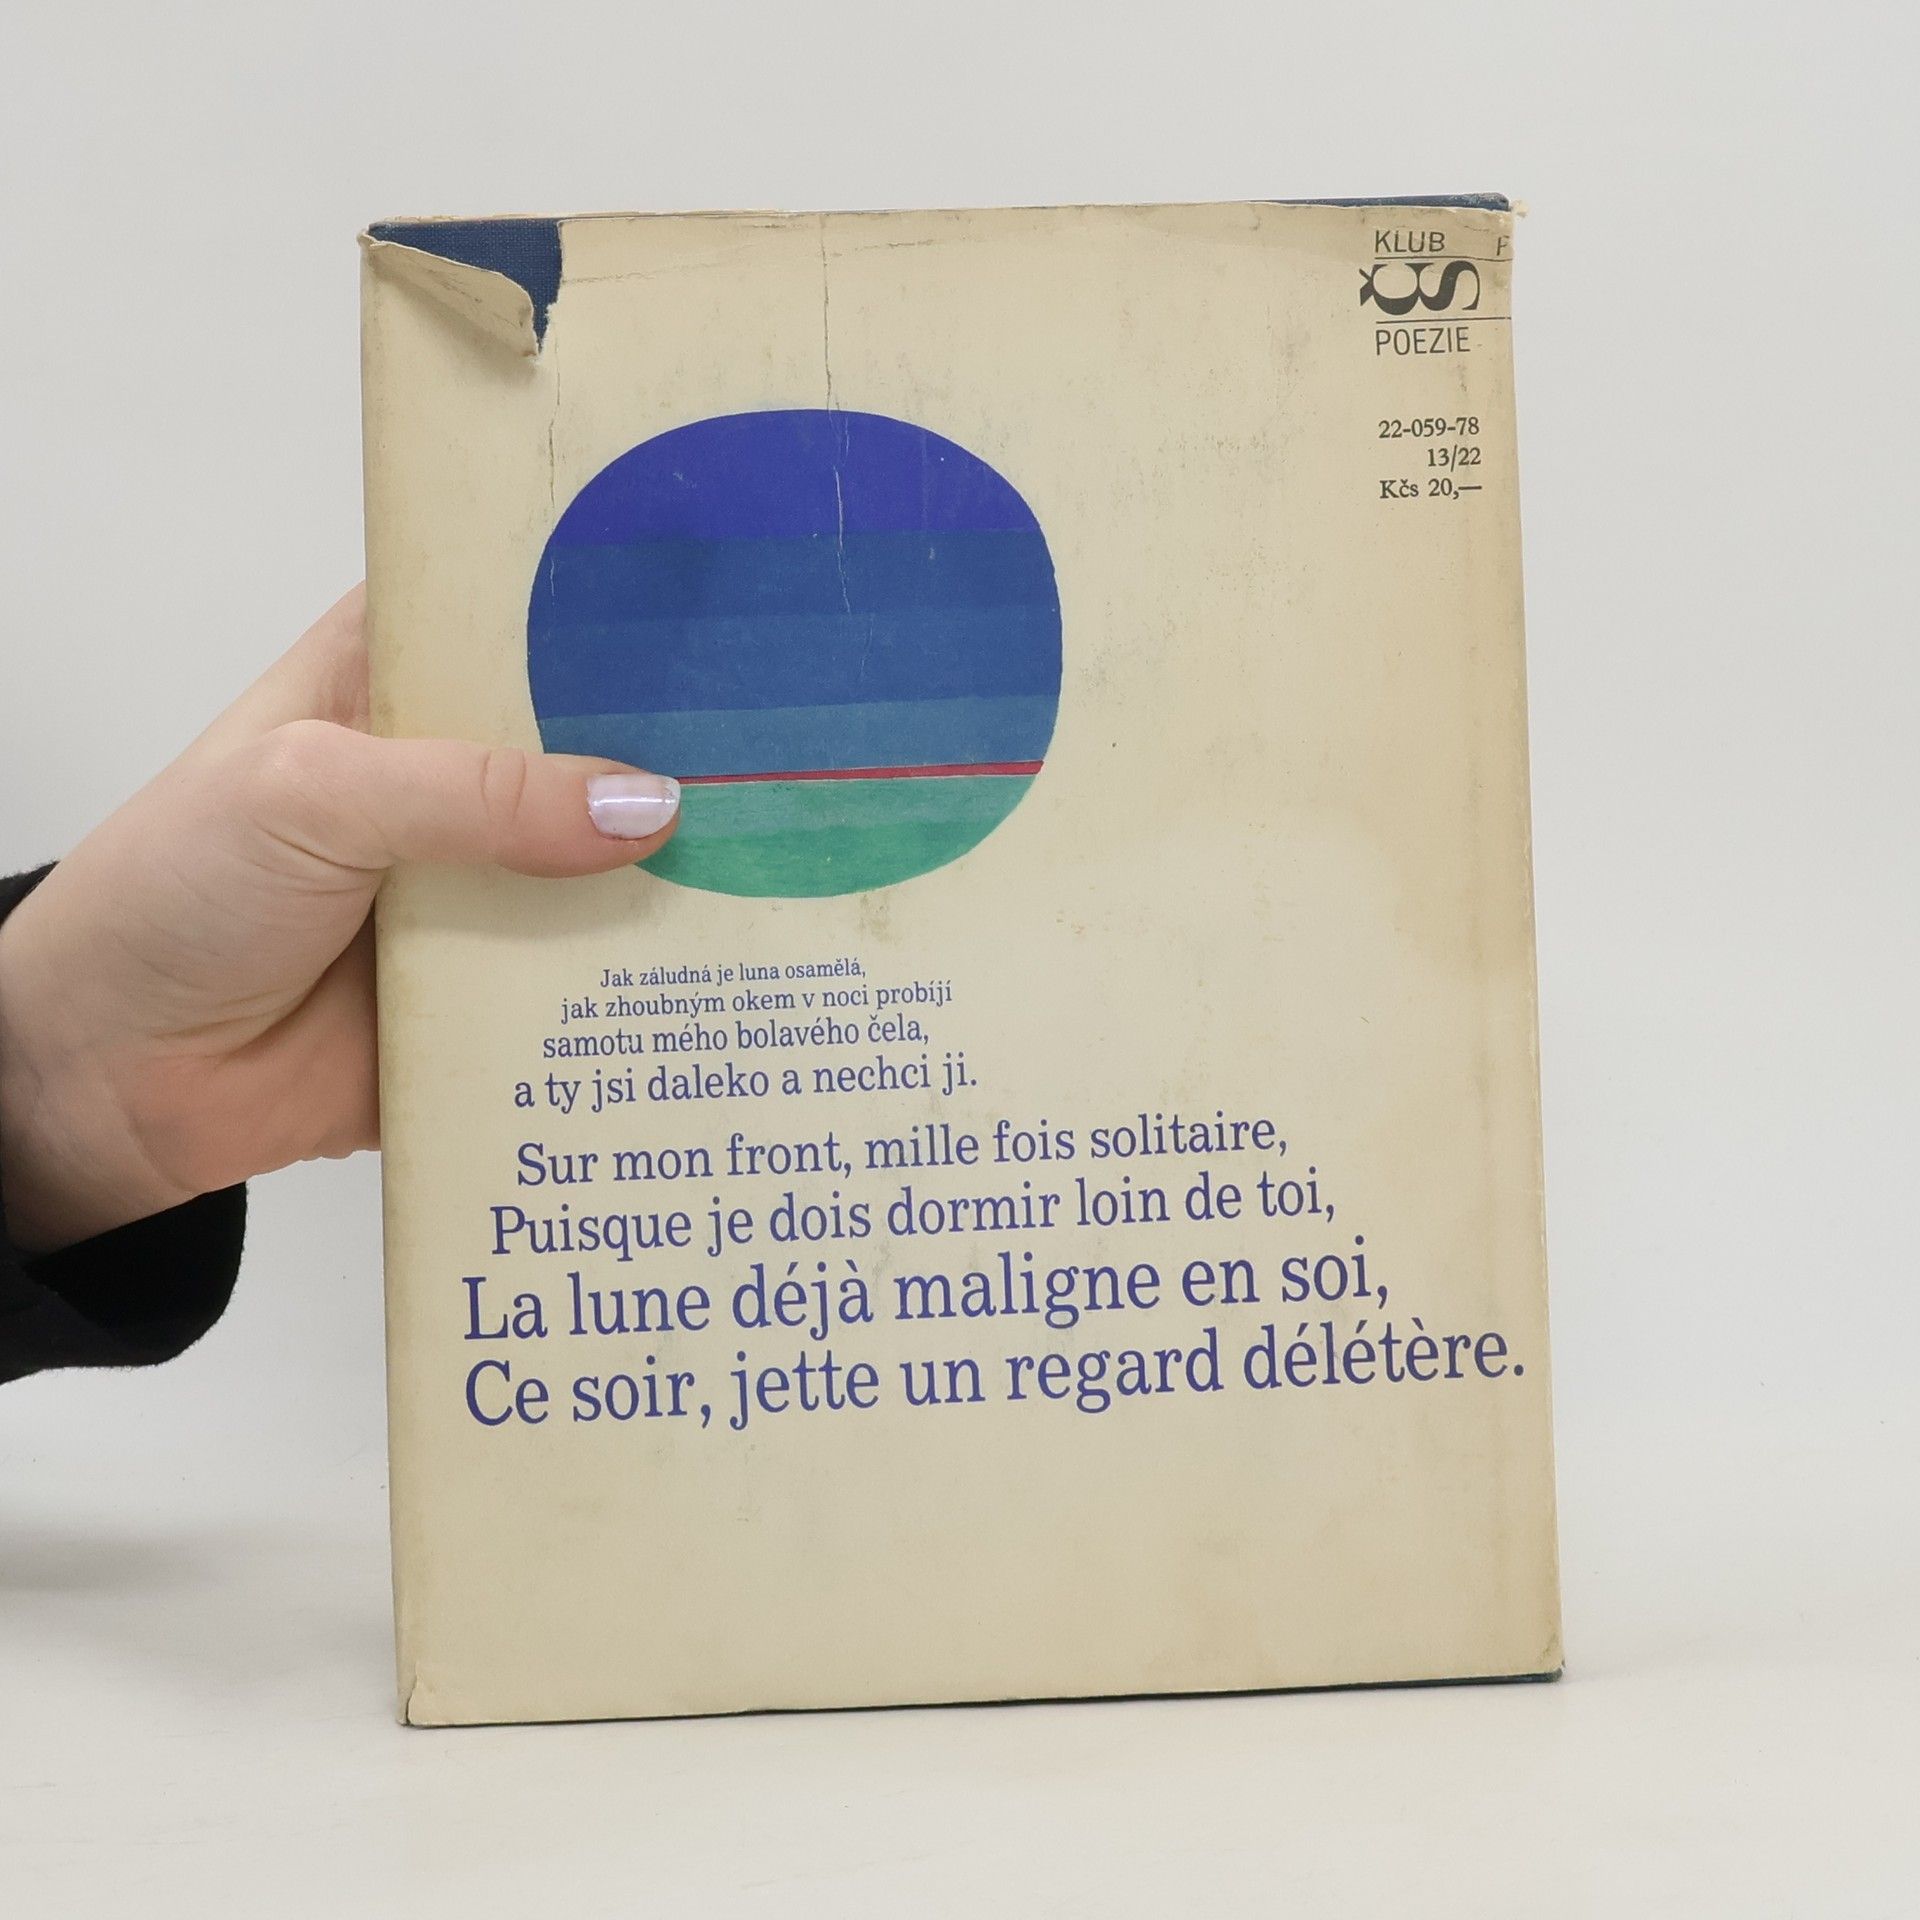 KLUB
ČS
POEZIE
22-059-78
13/22
Kčs 20,—
Jak záludná je luna osamělá,
jak zhoubným okem v noci probíjí
samotu mého bolavého čela,
a ty jsi daleko a nechci ji.
Sur mon front, mille fois solitaire,
Puisque je dois dormir loin de toi,
La lune déjà maligne en soi,
Ce soir, jette un regard délétère.